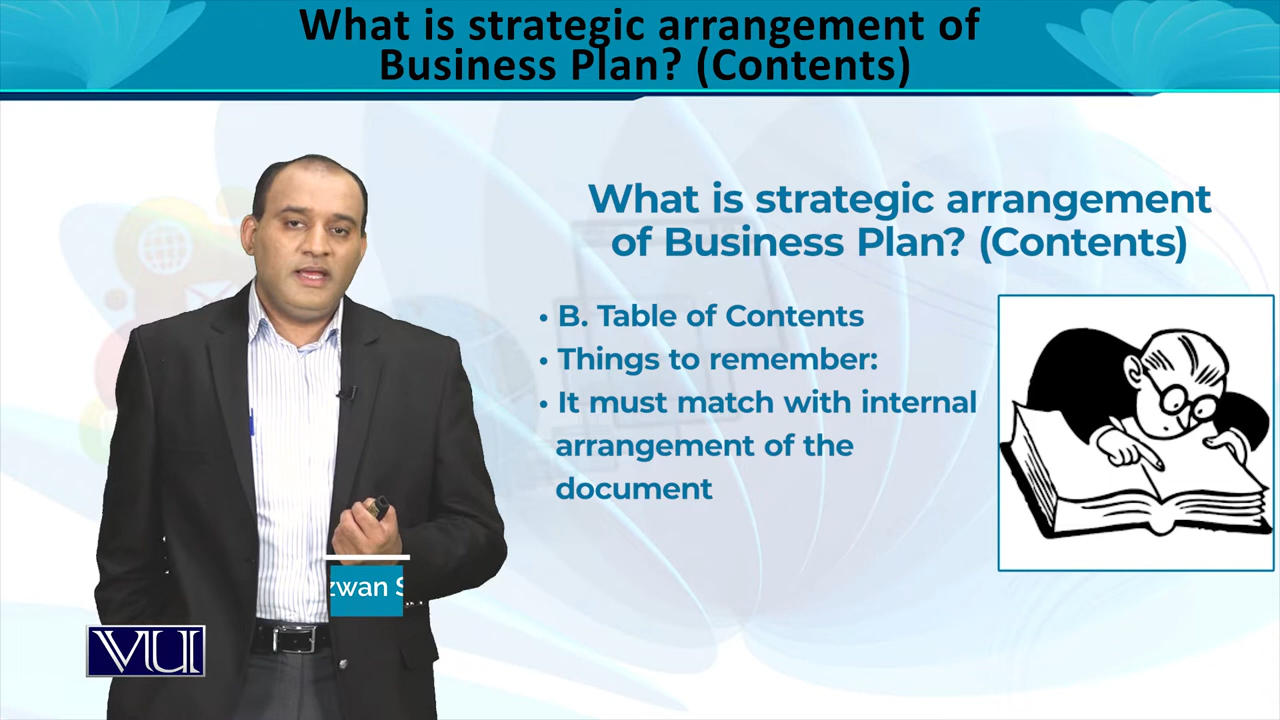 What is strategic arrangement of
Business Plan? (Contents)
What is strategic arrangement
of Business Plan? (Contents)
• B. Table of Contents
• Things to remember:
• It must match with internal
arrangement of the
document
zwan S
VU